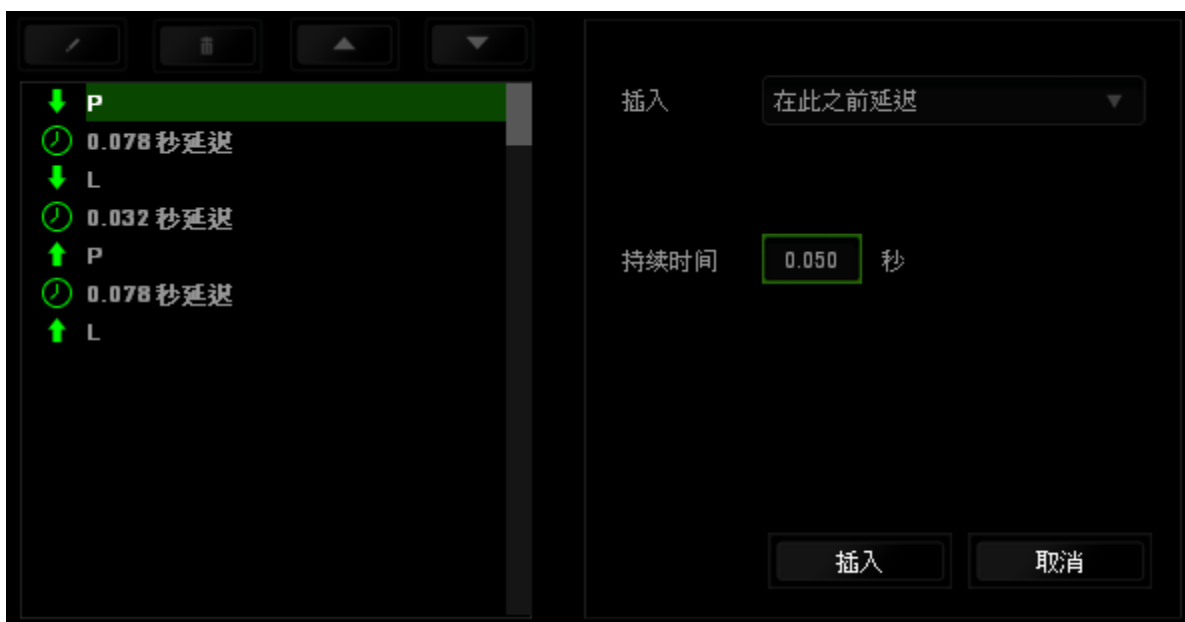 P
0.078 秒延迟
L
0.032 秒延迟
P
0.078 秒延迟
L
插入 在此之前延迟
持续时间 0.050 秒
插入 取消